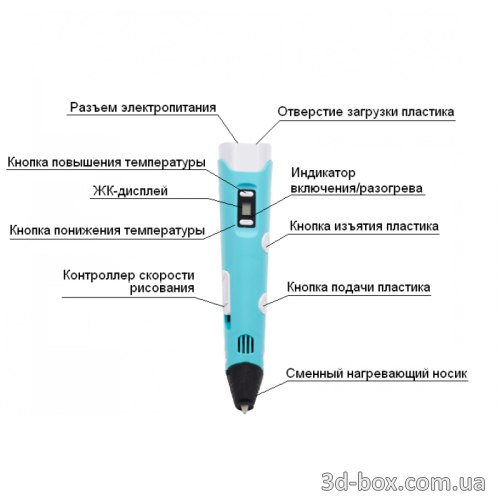 Разъем электропитания
Отверстие загрузки пластика
Кнопка повышения температуры
Индикатор
включения/разогрева
ЖК-дисплей
Кнопка понижения температуры
Кнопка изъятия пластика
Контроллер скорости
рисования
Кнопка подачи пластика
Сменный нагревающий носик
3d-box.com.ua